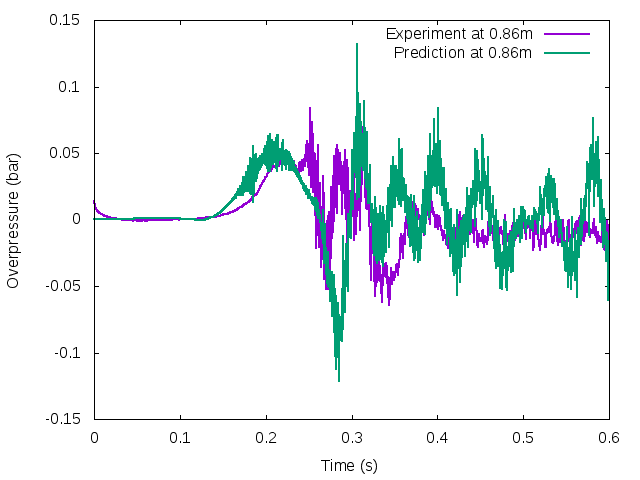 Experiment at 0.86m
Prediction at 0.86m
0.15
0.1
0.05
0
-0.05
-0.1
-0.15
Overpressure (bar)
0 0.1 0.2 0.3 0.4 0.5 0.6
Time (s)